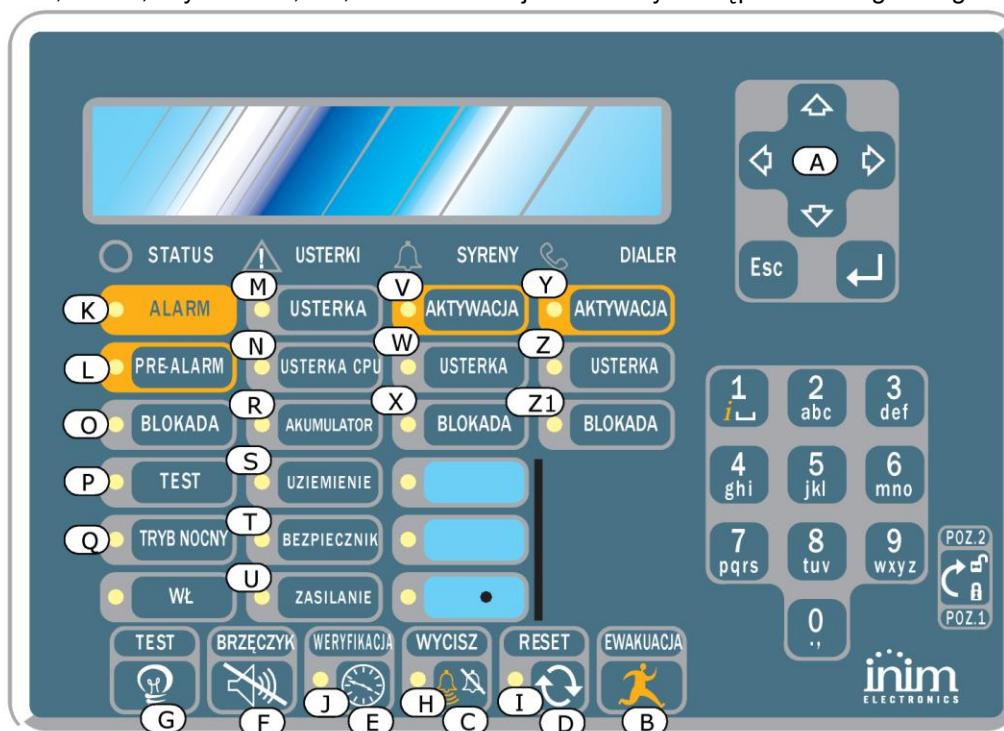 A
STATUS USTERKI SYRENY DIALER
Esc
K ALARM M USTERKA V AKTYWACJA Y AKTYWACJA
L PRE-ALARM N USTERKA CPU W USTERKA Z USTERKA
O BLOKADA R AKUMULATOR X BLOKADA Z1 BLOKADA
P TEST S UZIEMIENIE
Q TRYB NOCNY T BEZPIECZNIK
WŁ U ZASILANIE
1 2 3
i abc def
4 5 6
ghi jkl mno
7 8 9
pqrs tuv wxyz
0
.,
POZ.2
POZ.1
TEST BRZĘCZYK WERYFIKACJA WYCISZ RESET EWAKUACJA
G F J E H C I D B
inim
ELECTRONICS